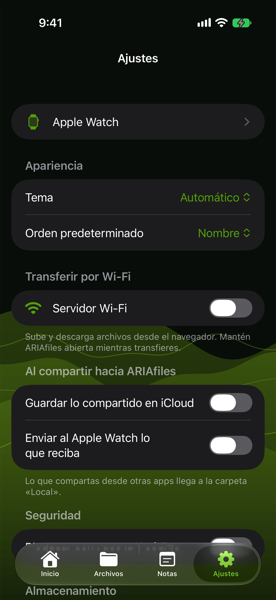 9:41
Ajustes
Apple Watch
Apariencia
Tema Automático
Orden predeterminado Nombre
Transferir por Wi-Fi
Servidor Wi-Fi
Sube y descarga archivos desde el navegador. Mantén
ARIAfiles abierta mientras transfieres.
Al compartir hacia ARIAfiles
Guardar lo compartido en iCloud
Enviar al Apple Watch lo
que reciba
Lo que compartas desde otras apps llega a la carpeta
«Local».
Seguridad
Inicio Archivos Notas Ajustes
Almacenamiento